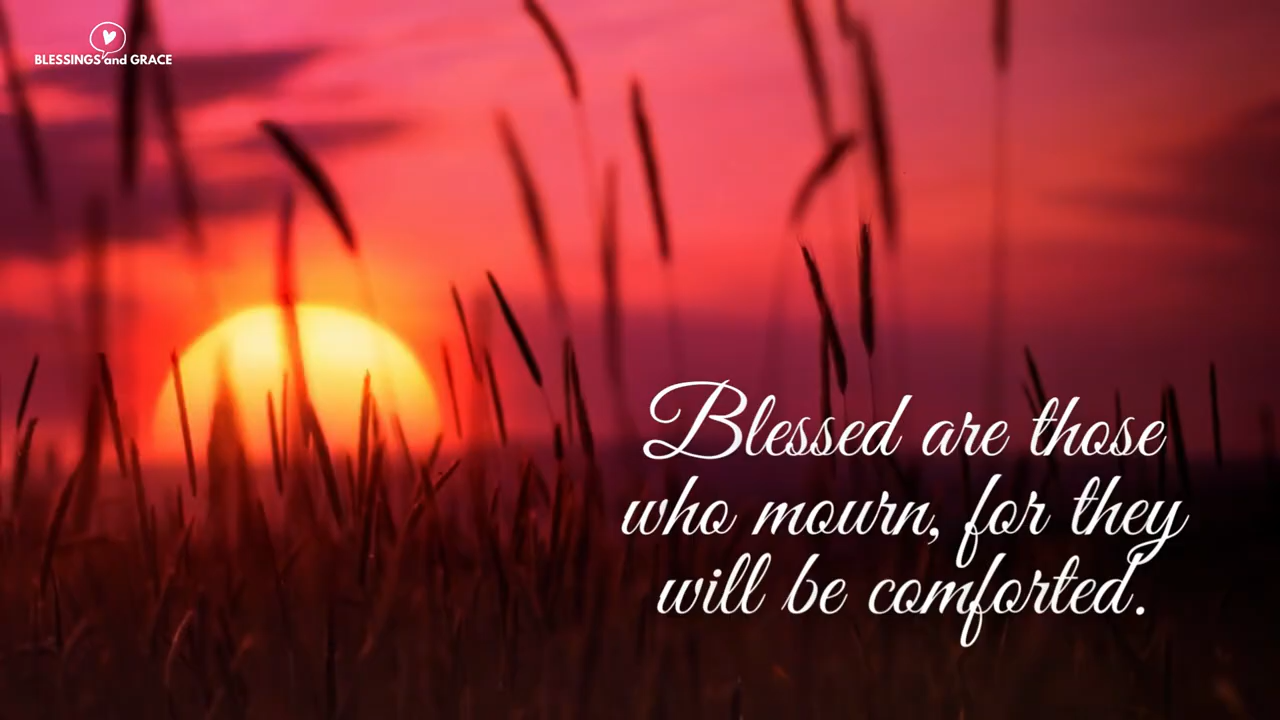 BLESSINGS and GRACE
Blessed are those
who mourn, for they
will be comforted.